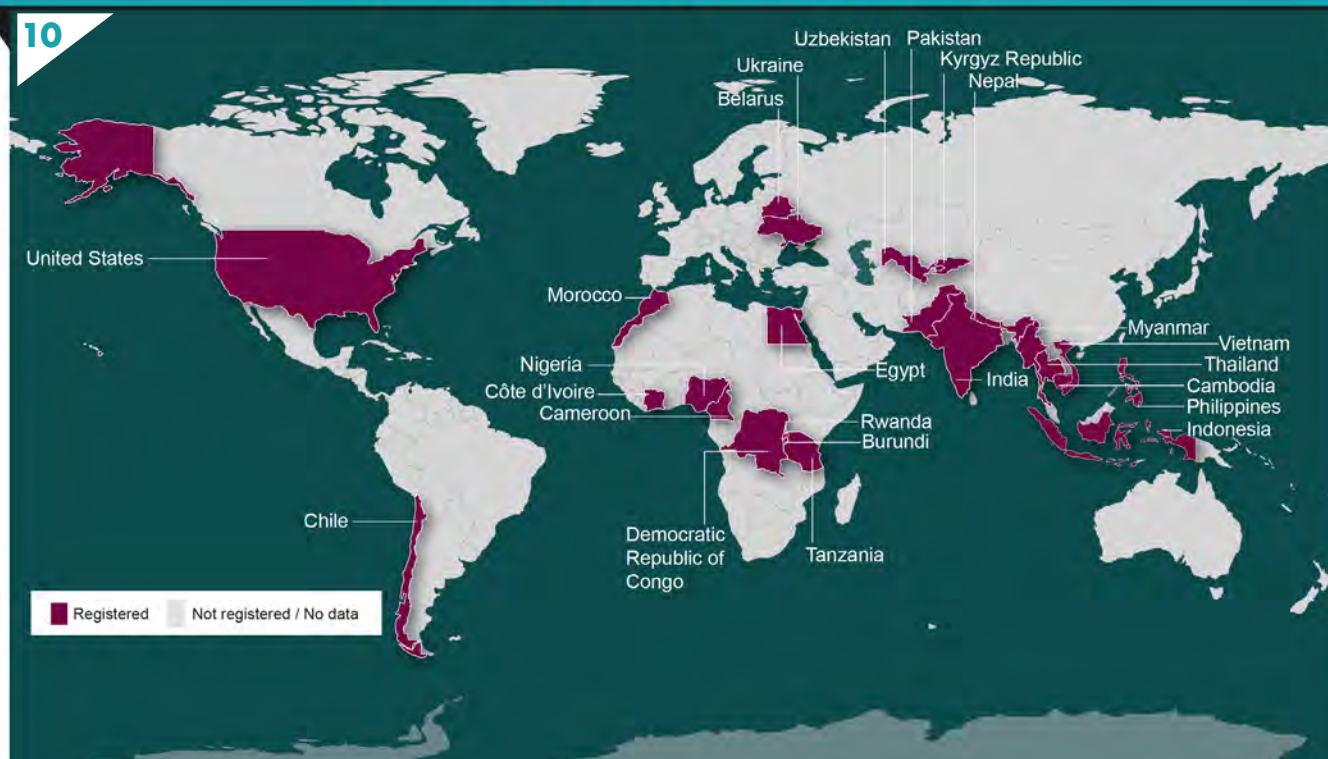 10
Uzbekistan
Pakistan
Kyrgyz Republic
Ukraine
Nepal
Belarus
United States
Morocco
Myanmar
Vietnam
Nigeria
Thailand
Egypt
India
Côte d'Ivoire
Cambodia
Cameroon
Philippines
Rwanda
Indonesia
Burundi
Chile
Democratic
Republic of
Congo
Tanzania
Registered
Not registered / No data